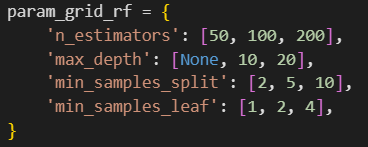 param_grid_rf = {
    'n_estimators': [50, 100, 200],
    'max_depth': [None, 10, 20],
    'min_samples_split': [2, 5, 10],
    'min_samples_leaf': [1, 2, 4],
}